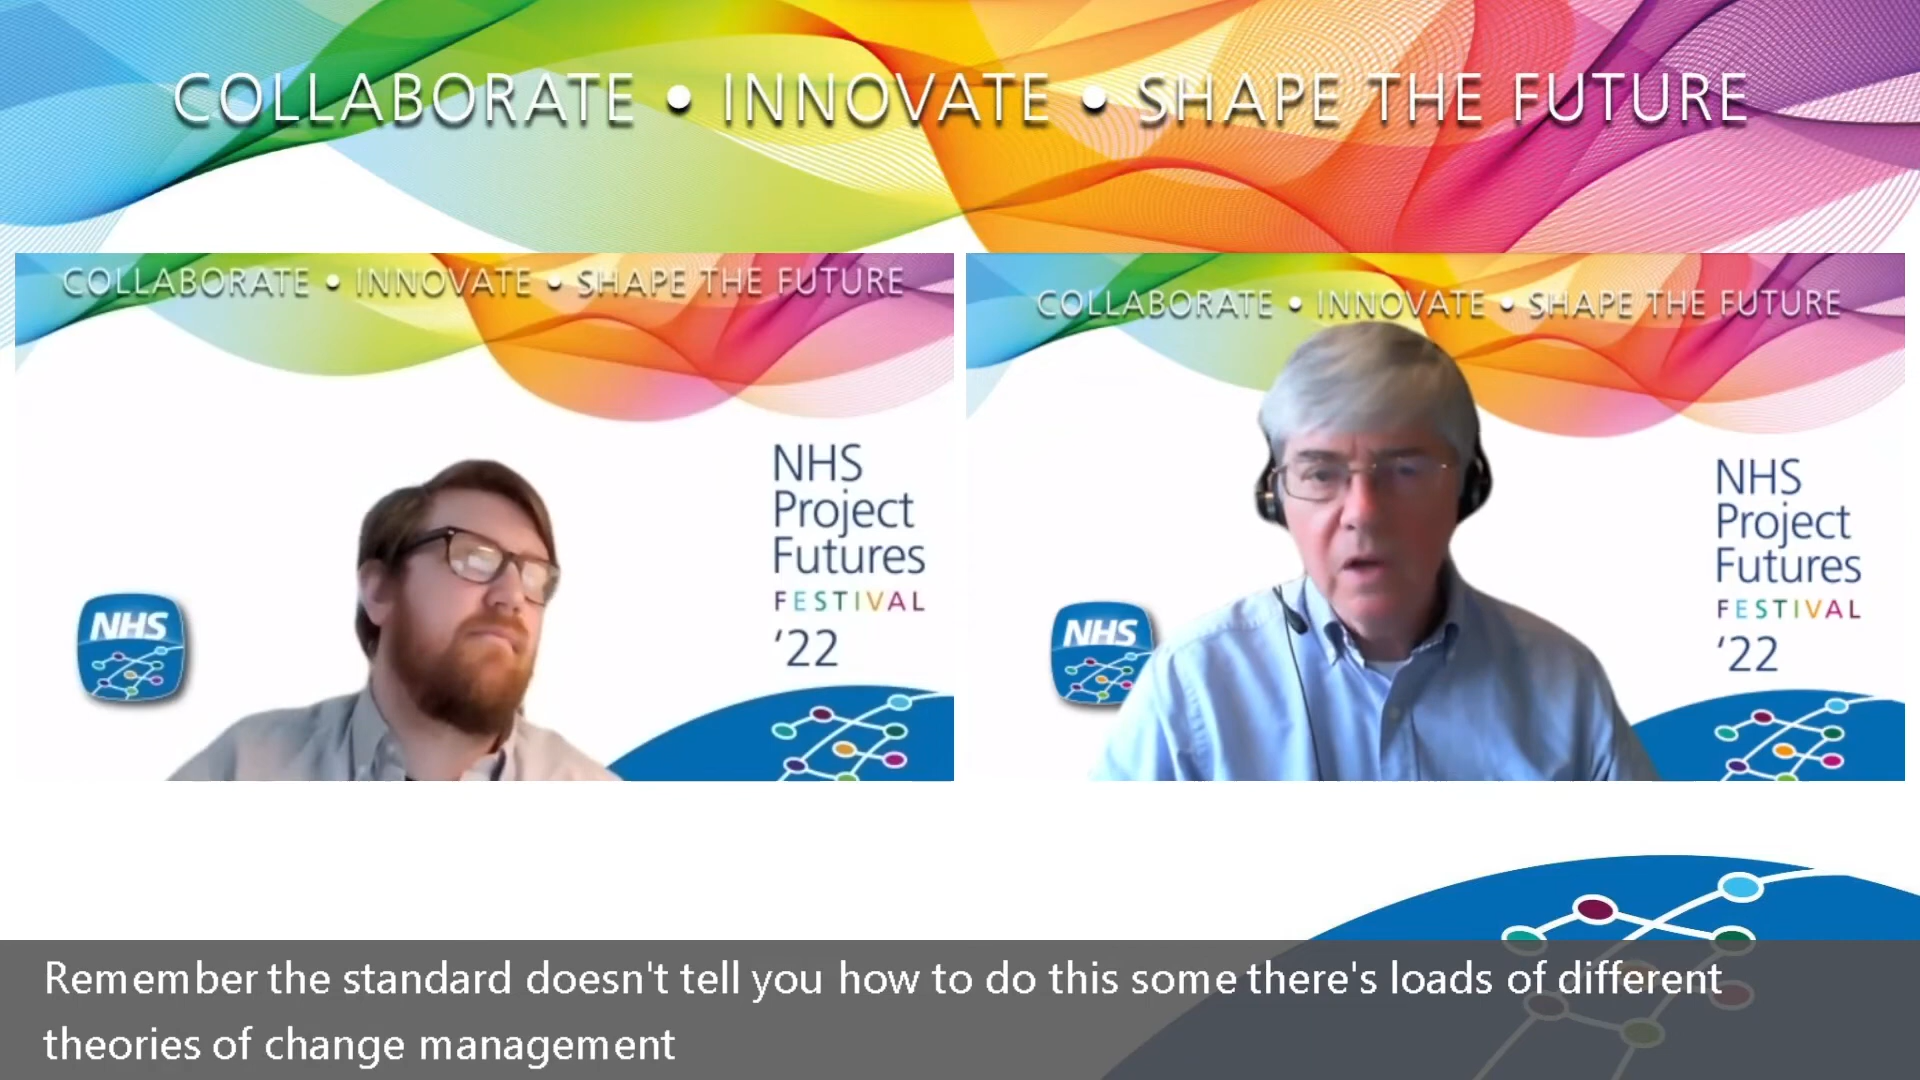 COLLABORATE • INNOVATE • SHAPE THE FUTURE
COLLABORATE • INNOVATE • SHAPE THE FUTURE
NHS
Project
Futures
FESTIVAL
'22
NHS
COLLABORATE • INNOVATE • SHAPE THE FUTURE
NHS
Project
Futures
FESTIVAL
'22
NHS
Remember the standard doesn't tell you how to do this some there's loads of different
theories of change management